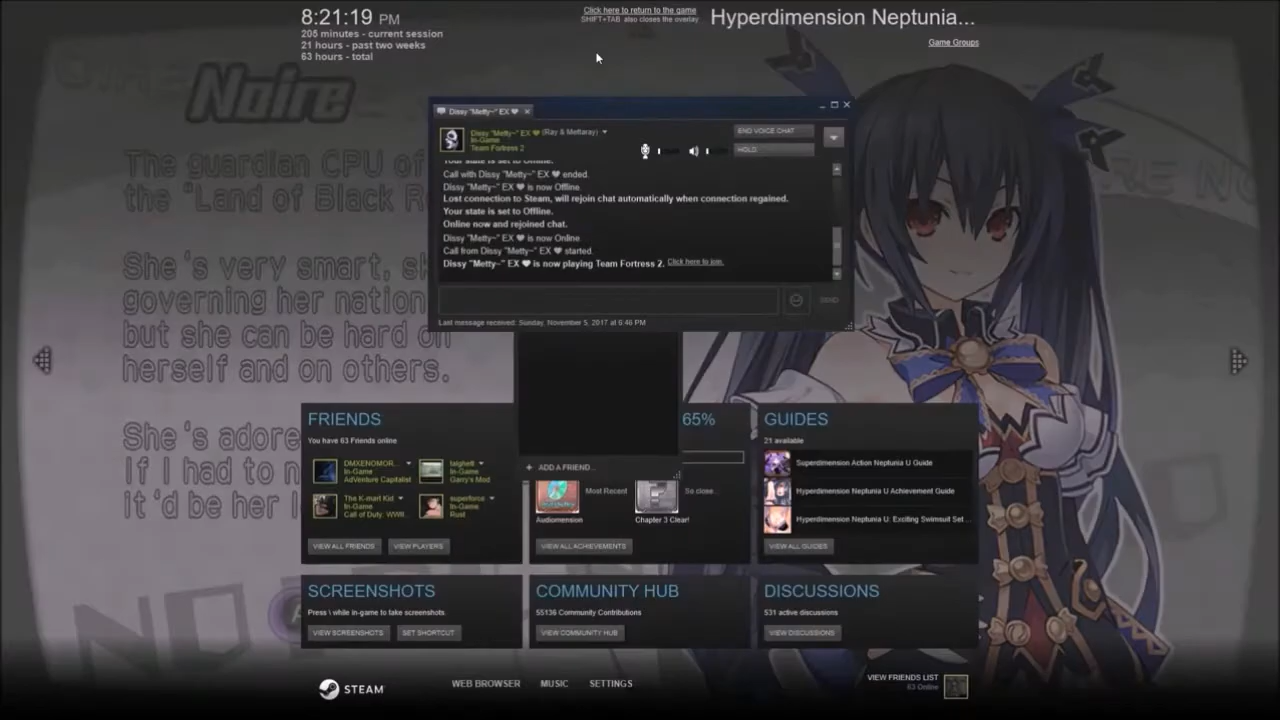 8:21:19 PM
205 minutes - current session
21 hours - past two weeks
63 hours - total
Click here to return to the game
SHIFT+TAB also closes the overlay
Hyperdimension Neptunia...
Game Groups
Noire
The guardian CPU of
the "Land of Black R
She's very smart, s
governing her nation
but she can be hard on
herself and on others.
She's adore
If I had to n
it'd be her l
Dissy "Metty~" EX ♥
Dissy "Metty~" EX ♥ (Ray & Mettaray)
In-Game
Team Fortress 2
END VOICE CHAT
HOLD
Your state is set to Online.
Call with Dissy "Metty~" EX ♥ ended.
Dissy "Metty~" EX ♥ is now Offline.
Lost connection to Steam, will rejoin chat automatically when connection regained.
Your state is set to Offline.
Online now and rejoined chat.
Dissy "Metty~" EX ♥ is now Online.
Call from Dissy "Metty~" EX ♥ started.
Dissy "Metty~" EX ♥ is now playing Team Fortress 2. Click here to join.
SEND
Last message received: Sunday, November 5, 2017 at 6:46 PM
FRIENDS
You have 63 Friends online
DMXENOMOR...
In-Game
AdVenture Capitalist
taighell
In-Game
Garry's Mod
The K-mart Kid
In-Game
Call of Duty: WWII...
superforce
In-Game
Rust
VIEW ALL FRIENDS
VIEW PLAYERS
65%
+ ADD A FRIEND...
Most Recent
So close...
Audiomension
Chapter 3 Clear!
VIEW ALL ACHIEVEMENTS
GUIDES
21 available
Superdimension Action Neptunia U Guide
Hyperdimension Neptunia U Achievement Guide
Hyperdimension Neptunia U: Exciting Swimsuit Set ...
VIEW ALL GUIDES
SCREENSHOTS
Press \ while in-game to take screenshots.
VIEW SCREENSHOTS
SET SHORTCUT
COMMUNITY HUB
55136 Community Contributions
VIEW COMMUNITY HUB
DISCUSSIONS
531 active discussions
VIEW DISCUSSIONS
STEAM
WEB BROWSER
MUSIC
SETTINGS
VIEW FRIENDS LIST
63 Online